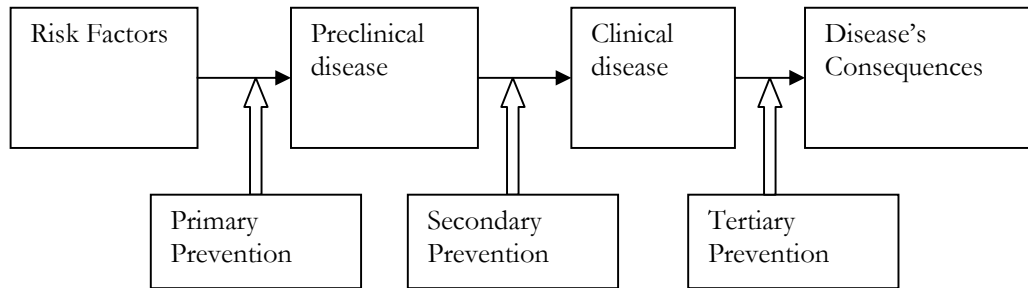 Risk Factors
Preclinical
disease
Clinical
disease
Disease’s
Consequences
Primary
Prevention
Secondary
Prevention
Tertiary
Prevention